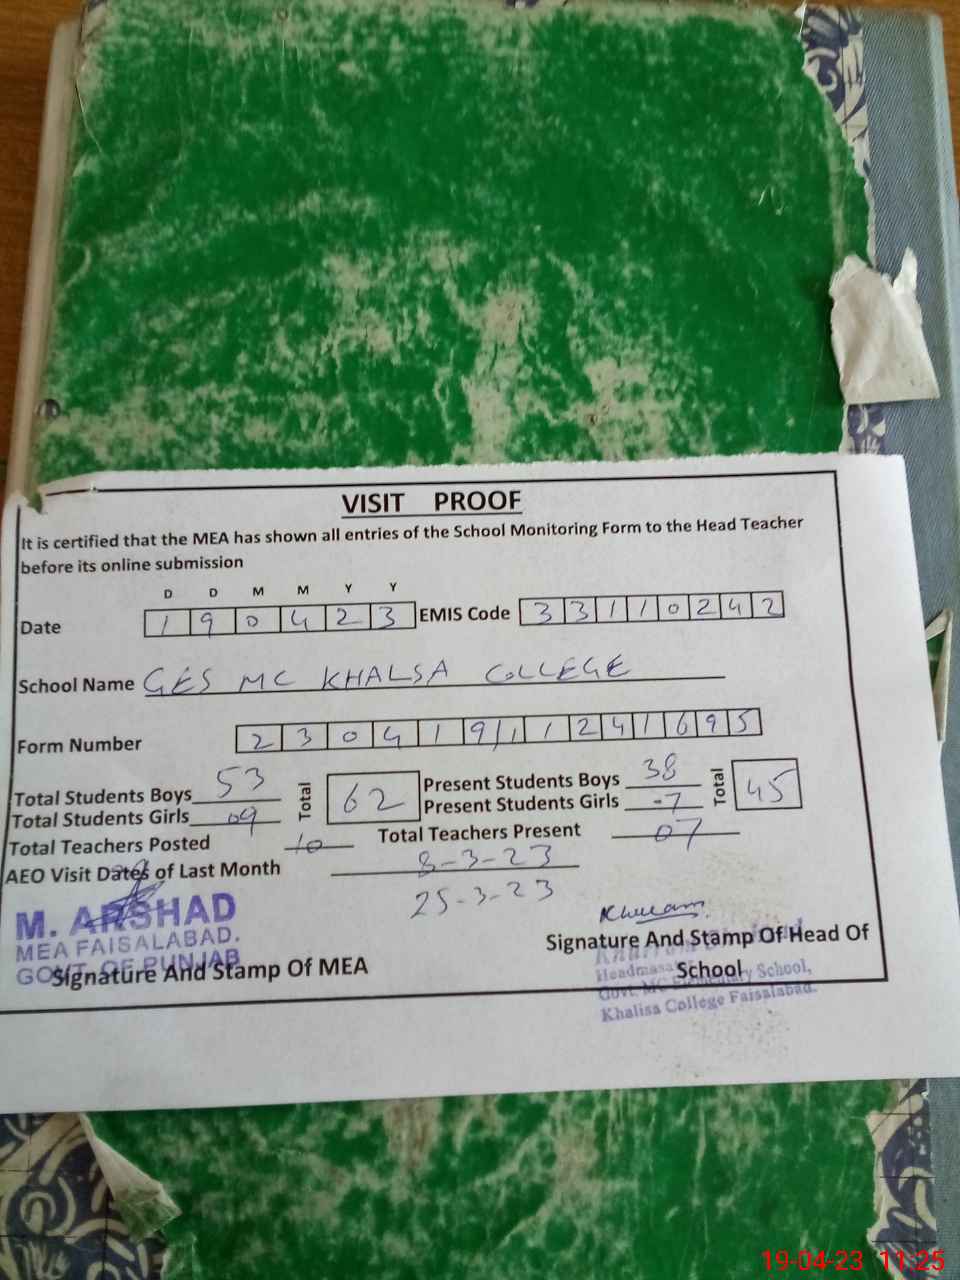 VISIT PROOF
It is certified that the MEA has shown all entries of the School Monitoring Form to the Head Teacher
before its online submission
D D M M Y Y
Date 1 9 0 4 2 3 EMIS Code 3 3 1 1 0 2 4 2
School Name GES MC KHALSA COLLEGE
Form Number 2 3 0 4 1 9 1 1 2 4 1 6 9 5
Total Students Boys 53 Total 62 Present Students Boys 38 Total 45
Total Students Girls 09 Present Students Girls -7
Total Teachers Posted 10 Total Teachers Present 07
AEO Visit Dates of Last Month 8-3-23
25-3-23
M. ARSHAD
MEA FAISALABAD.
GOVT. OF PUNJAB
Signature And Stamp Of MEA
Khurram
Signature And Stamp Of Head Of
School
Headmaster
Govt. MC Elementary School,
Khalisa College Faisalabad.
19-04-23 11:25